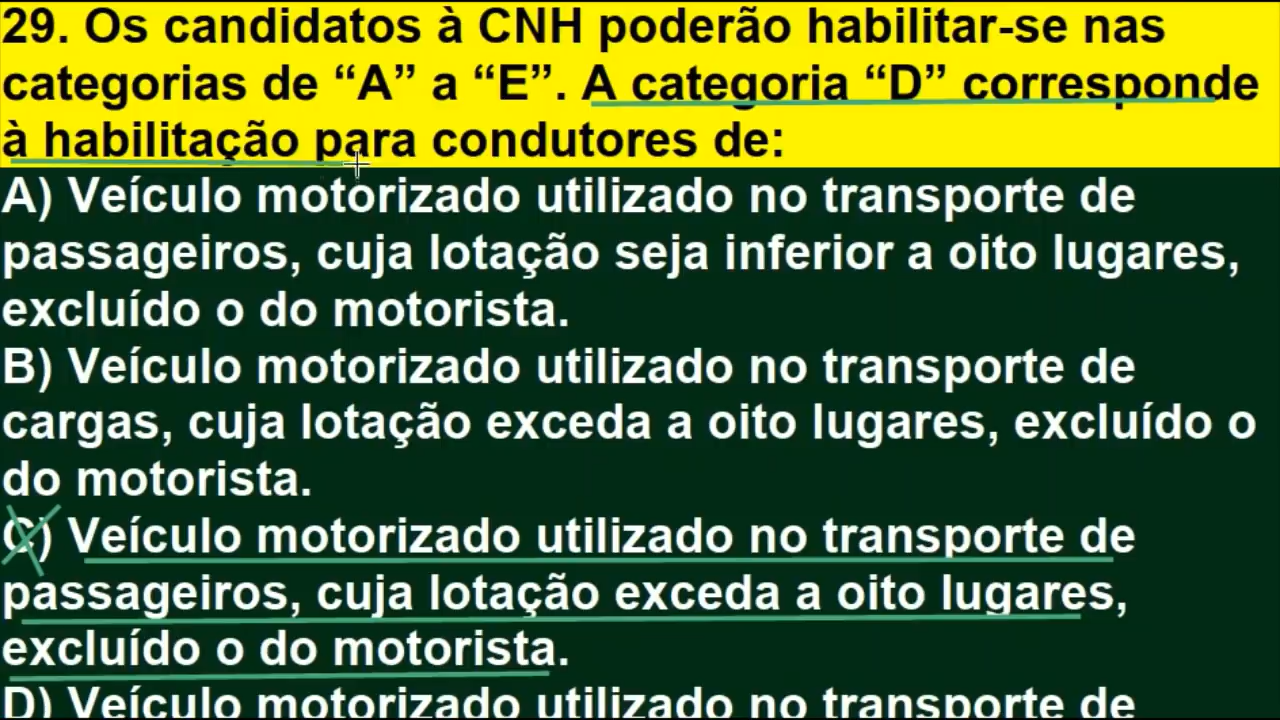 29. Os candidatos à CNH poderão habilitar-se nas
categorias de “A” a “E”. A categoria “D” corresponde
à habilitação para condutores de:
A) Veículo motorizado utilizado no transporte de
passageiros, cuja lotação seja inferior a oito lugares,
excluído o do motorista.
B) Veículo motorizado utilizado no transporte de
cargas, cuja lotação exceda a oito lugares, excluído o
do motorista.
C) Veículo motorizado utilizado no transporte de
passageiros, cuja lotação exceda a oito lugares,
excluído o do motorista.
D) Veículo motorizado utilizado no transporte de